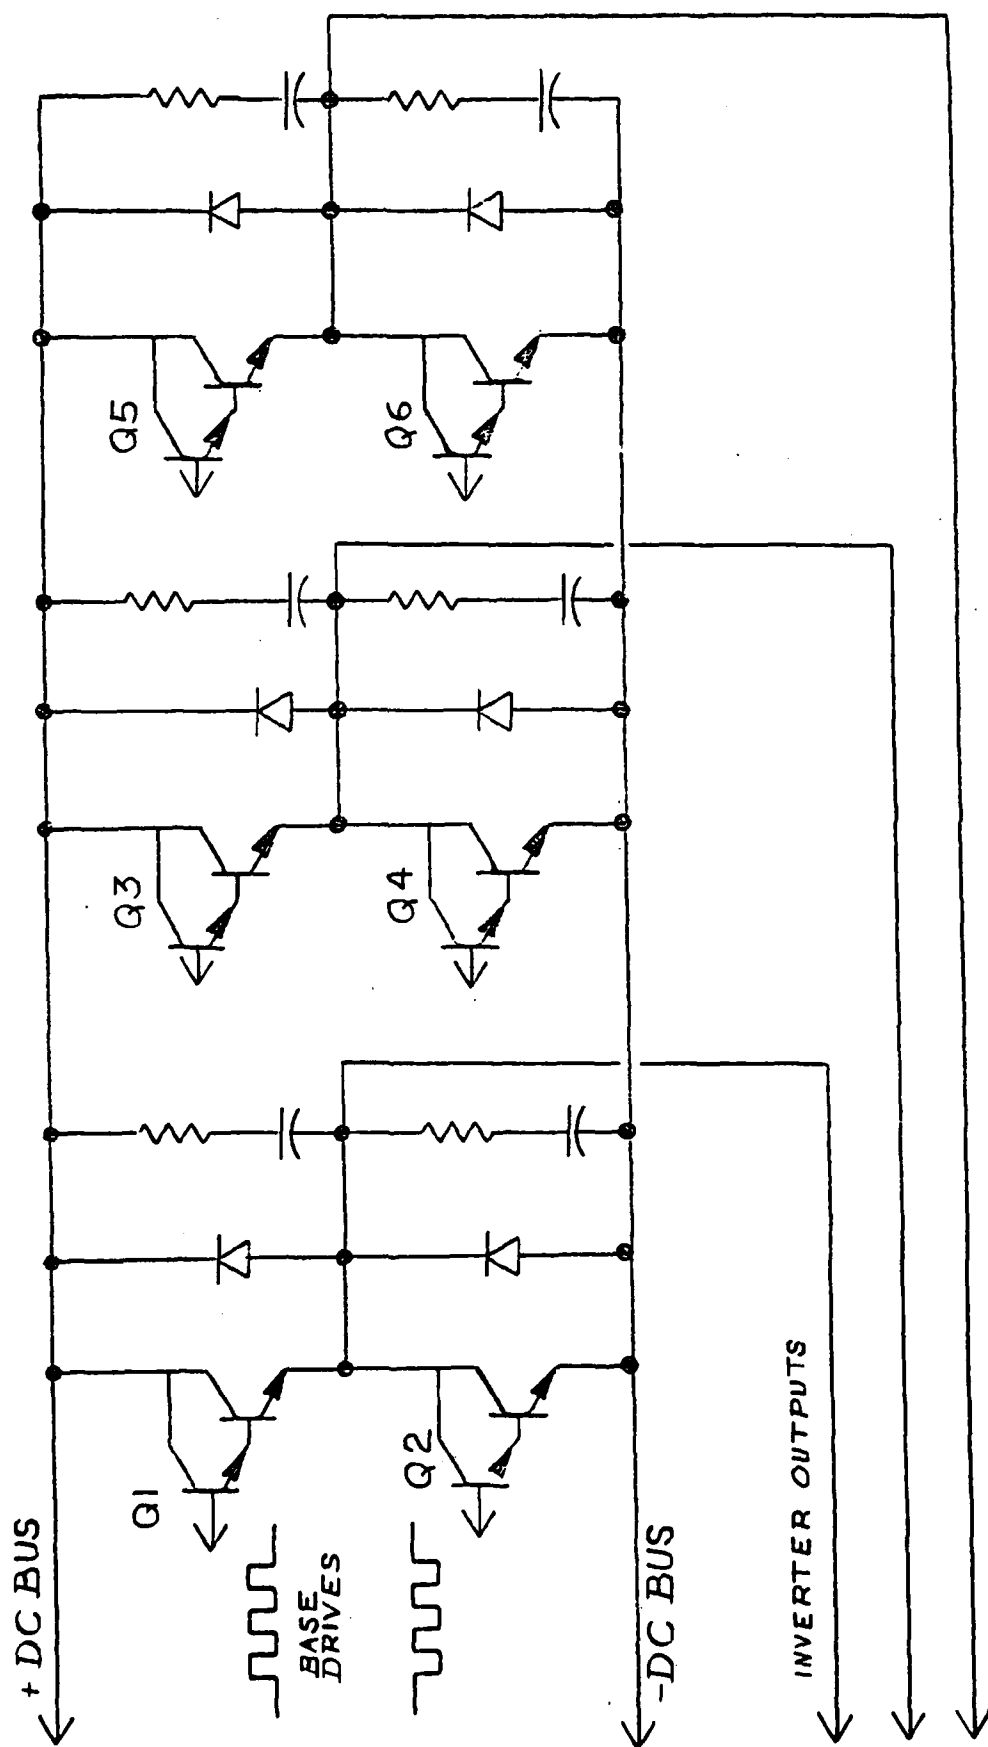 + DC BUS
Q1
Q3
Q5
BASE
DRIVES
Q2
Q4
Q6
-DC BUS
INVERTER OUTPUTS